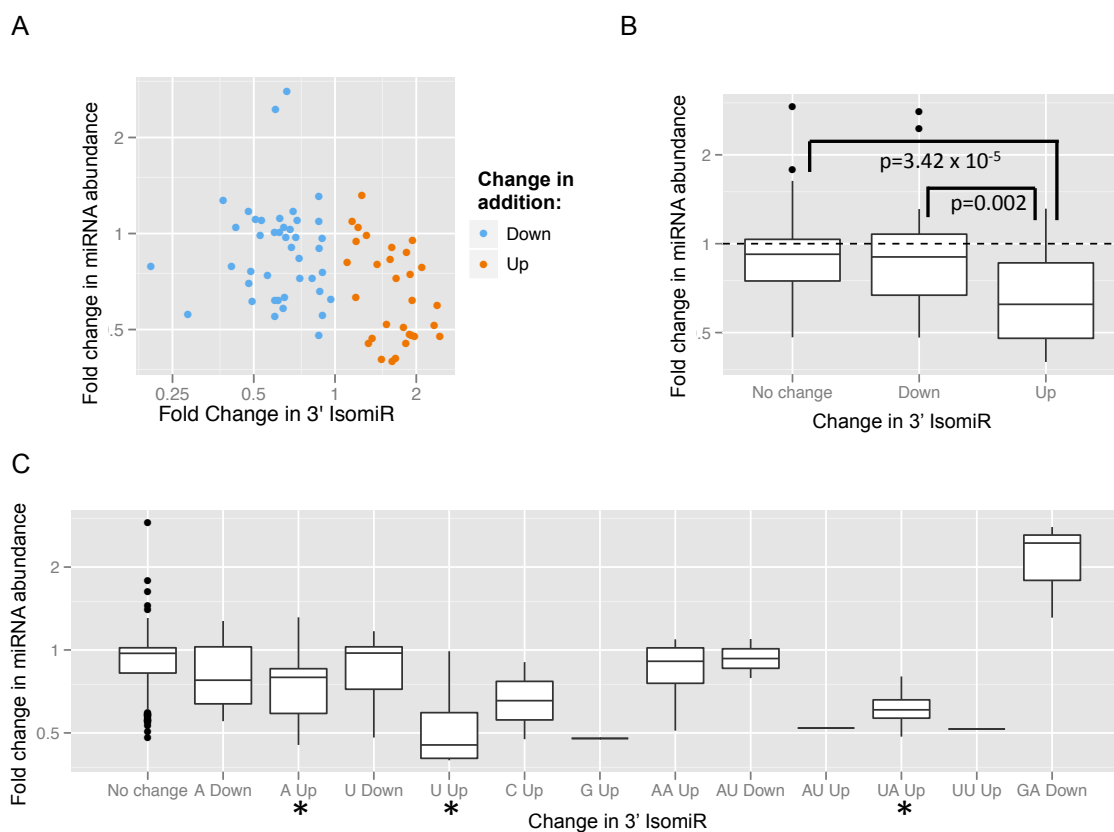 A
Fold change in miRNA abundance
2
1
.5
0.25 0.5 1 2
Fold Change in 3' IsomiR
Change in
addition:
Down
Up
B
Fold change in miRNA abundance
2
1
.5
p=3.42 x 10-5
p=0.002
No change Down Up
Change in 3’ IsomiR
C
Fold change in miRNA abundance
2
1
0.5
No change A Down A Up U Down U Up C Up G Up AA Up AU Down AU Up UA Up UU Up GA Down
* * *
Change in 3’ IsomiR